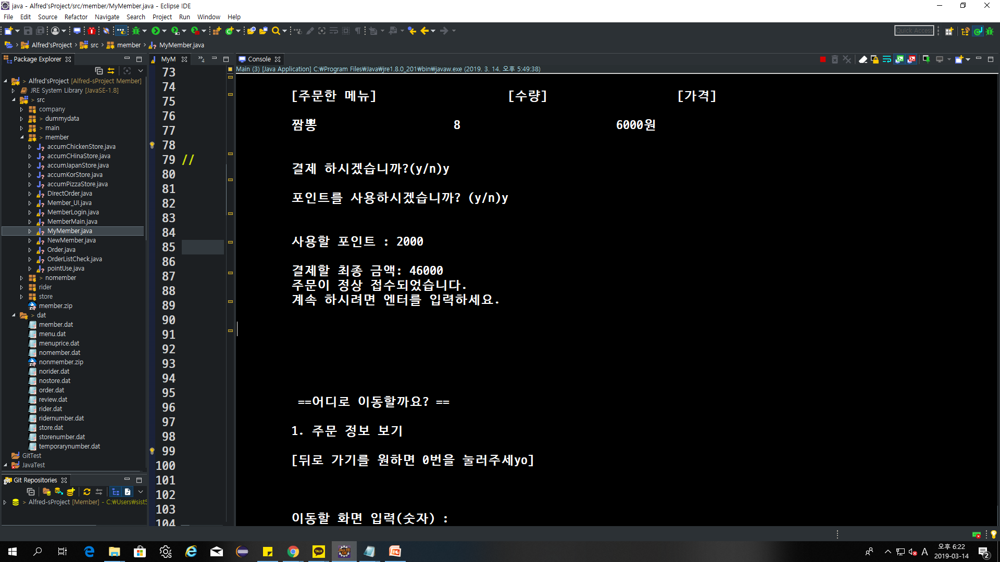 java - Alfred'sProject/src/member/MyMember.java - Eclipse IDE
File Edit Source Refactor Navigate Search Project Run Window Help
Quick Access
Alfred'sProject > src > member > MyMember.java
Package Explorer
MyM
4
Console
Main (3) [Java Application] C:₩Program Files₩Java₩jre1.8.0_201₩bin₩javaw.exe (2019. 3. 14. 오후 5:49:38)
> Alfred'sProject [Alfred-sProject Member]
JRE System Library [JavaSE-1.8]
> src
company
> dummydata
> main
> member
accumChickenStore.java
accumCHinaStore.java
accumJapanStore.java
accumKorStore.java
accumPizzaStore.java
DirectOrder.java
Member_UI.java
MemberLogin.java
MemberMain.java
MyMember.java
NewMember.java
Order.java
OrderListCheck.java
pointUse.java
> nomember
rider
store
member.zip
> dat
member.dat
menu.dat
menuprice.dat
nomember.dat
nonmember.zip
norider.dat
nostore.dat
order.dat
review.dat
rider.dat
ridernumber.dat
store.dat
storenumber.dat
temporarynumber.dat
GitTest
JavaTest
Git Repositories
> Alfred-sProject [Member] - C:₩Users₩sist5
73
74
75
76
77
78
79 //
80
81
82
83
84
85
86
87
88
89
90
91
92
93
94
95
96
97
98
99
100
101
102
103
104
[주문한 메뉴] [수량] [가격]
짬뽕 8 6000원
결제 하시겠습니까?(y/n)y
포인트를 사용하시겠습니까? (y/n)y
사용할 포인트 : 2000
결제할 최종 금액: 46000
주문이 정상 접수되었습니다.
계속 하시려면 엔터를 입력하세요.
==어디로 이동할까요? ==
1. 주문 정보 보기
[뒤로 가기를 원하면 0번을 눌러주세yo]
이동할 화면 입력(숫자) :
TALK
A
오후 6:22
2019-03-14
2